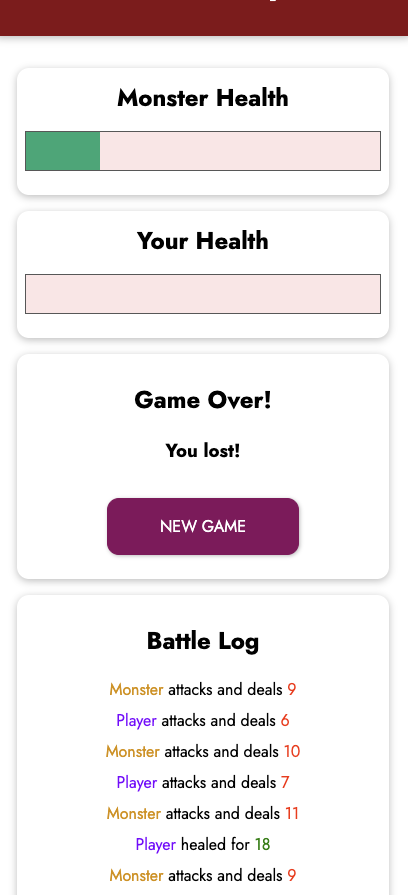 Monster Health
Your Health
Game Over!
You lost!
NEW GAME
Battle Log
Monster attacks and deals 9
Player attacks and deals 6
Monster attacks and deals 10
Player attacks and deals 7
Monster attacks and deals 11
Player healed for 18
Monster attacks and deals 9